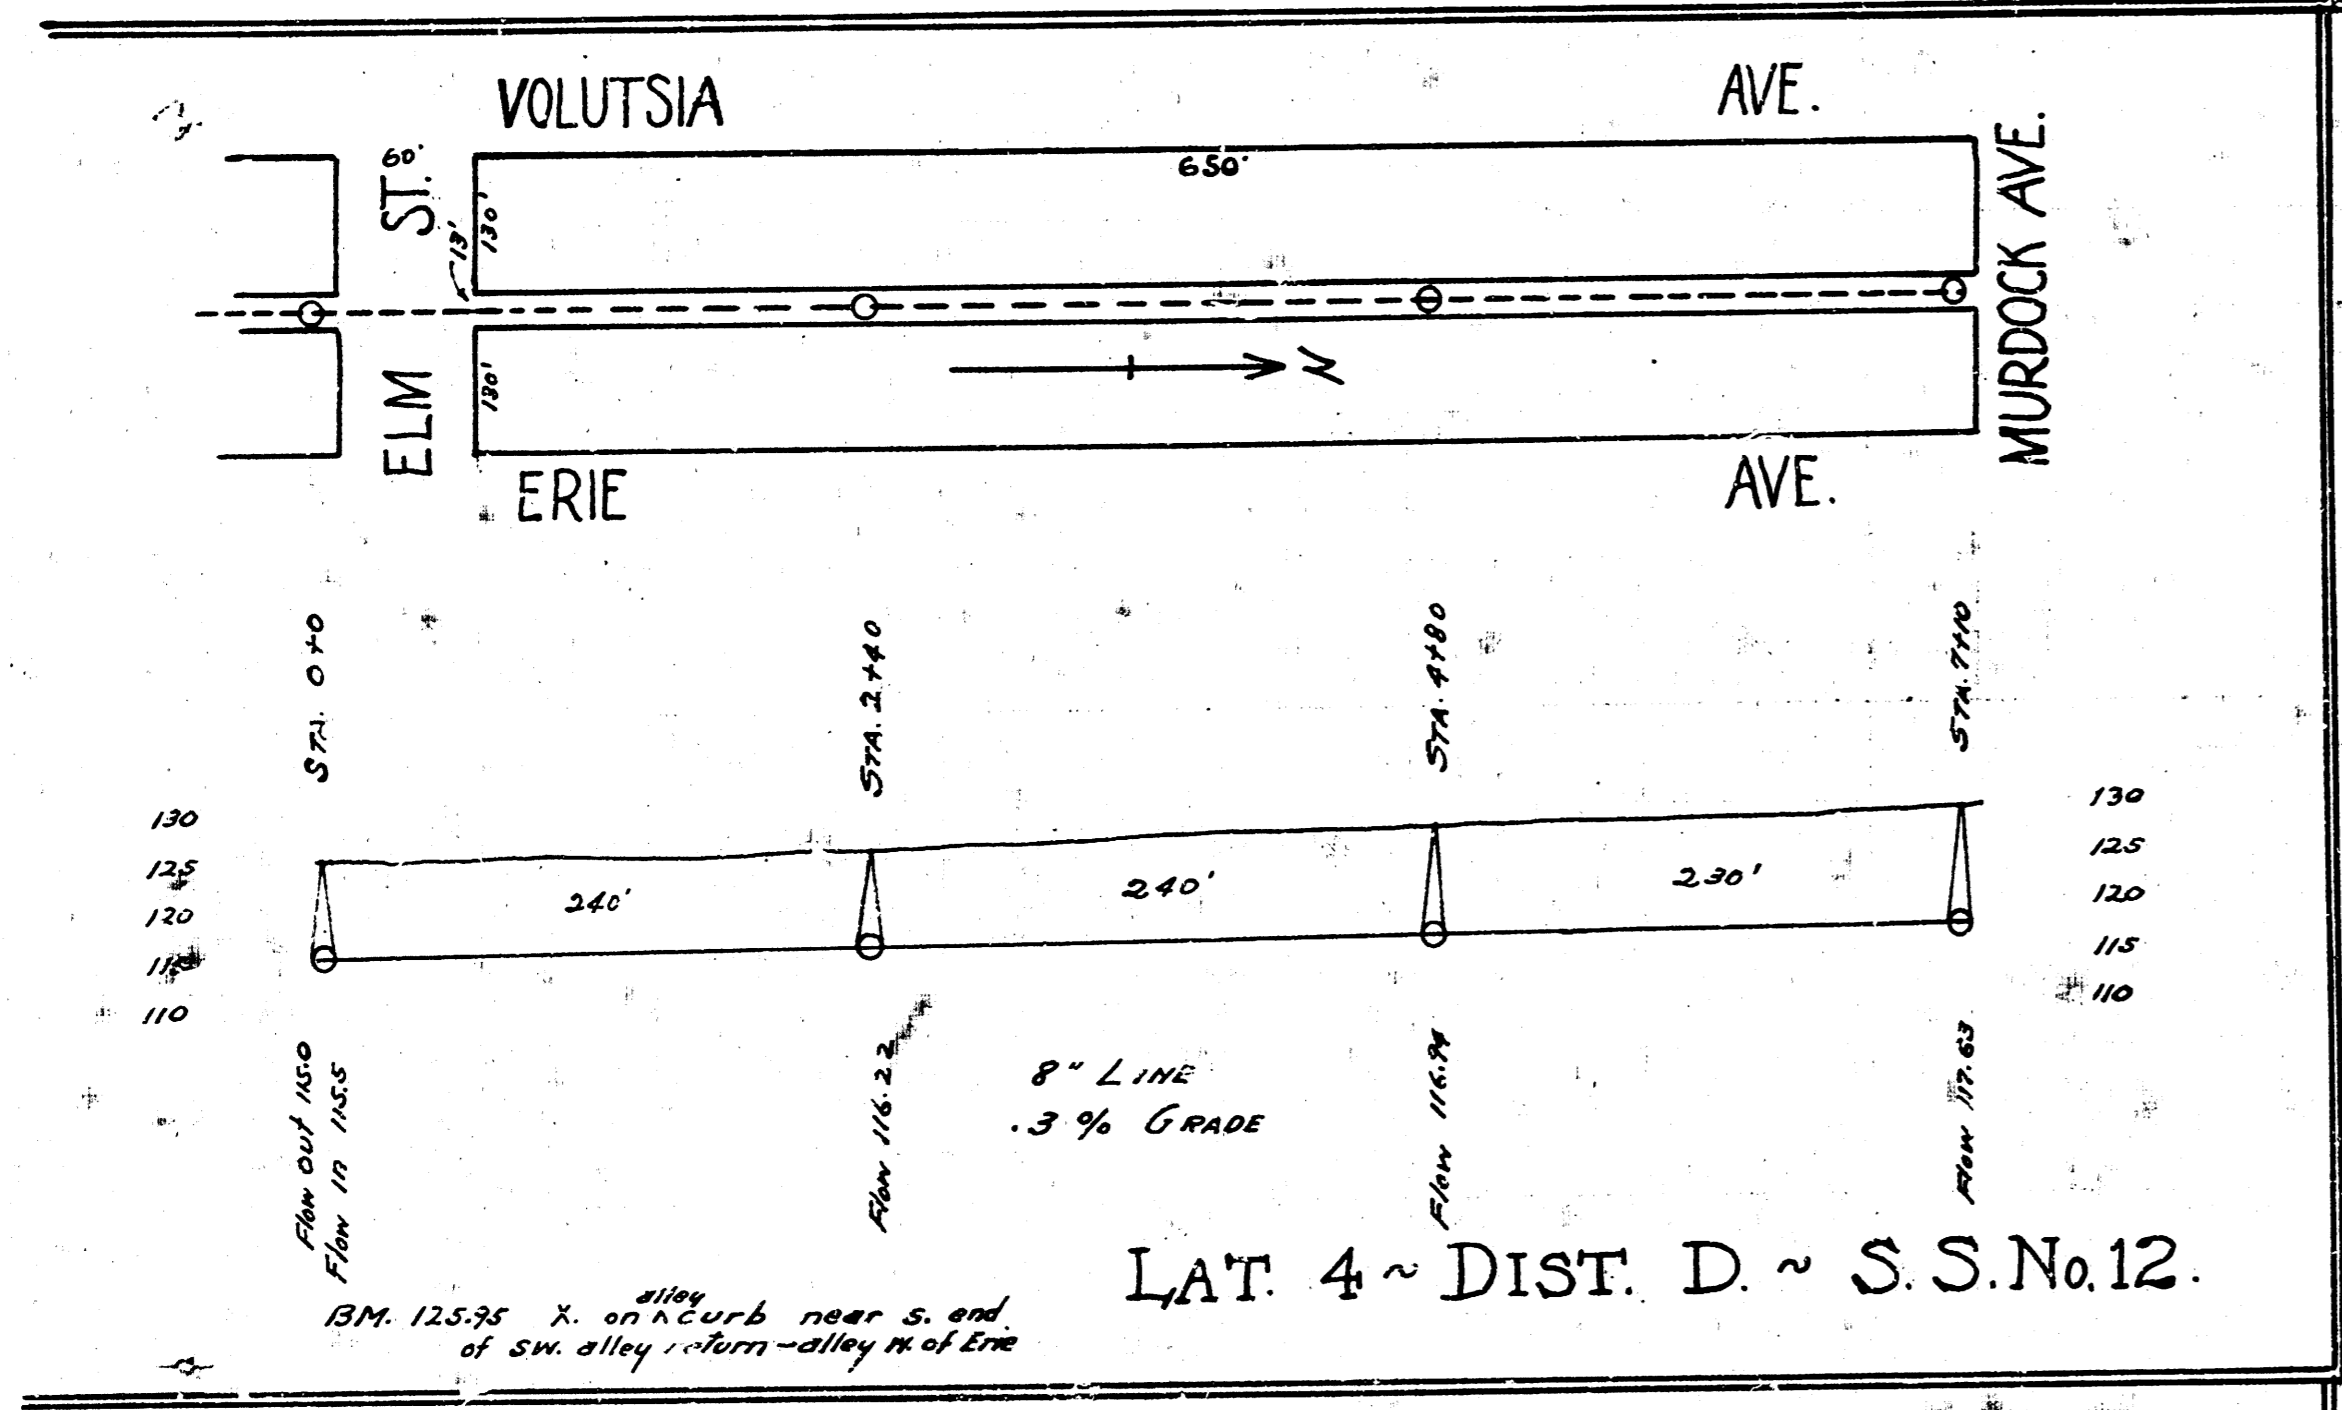 VOLUTSIA AVE.
60'
ST.
650'
130'
13'
MURDOCK AVE.
ELM
130'
N
ERIE AVE.
STA. 0+0
STA. 2+40
STA. 4+80
STA. 7+10
130 130
125 125
120 120
115 115
110 110
240'
240'
230'
Flow Out 115.0
Flow in 115.5
Flow 116.22
Flow 116.94
Flow 117.63
8" LINE
.3 % GRADE
LAT. 4 ~ DIST. D. ~ S. S. No. 12.
BM. 125.95 X. on ^ alley curb near s. end
of SW. alley return - alley W. of Erie